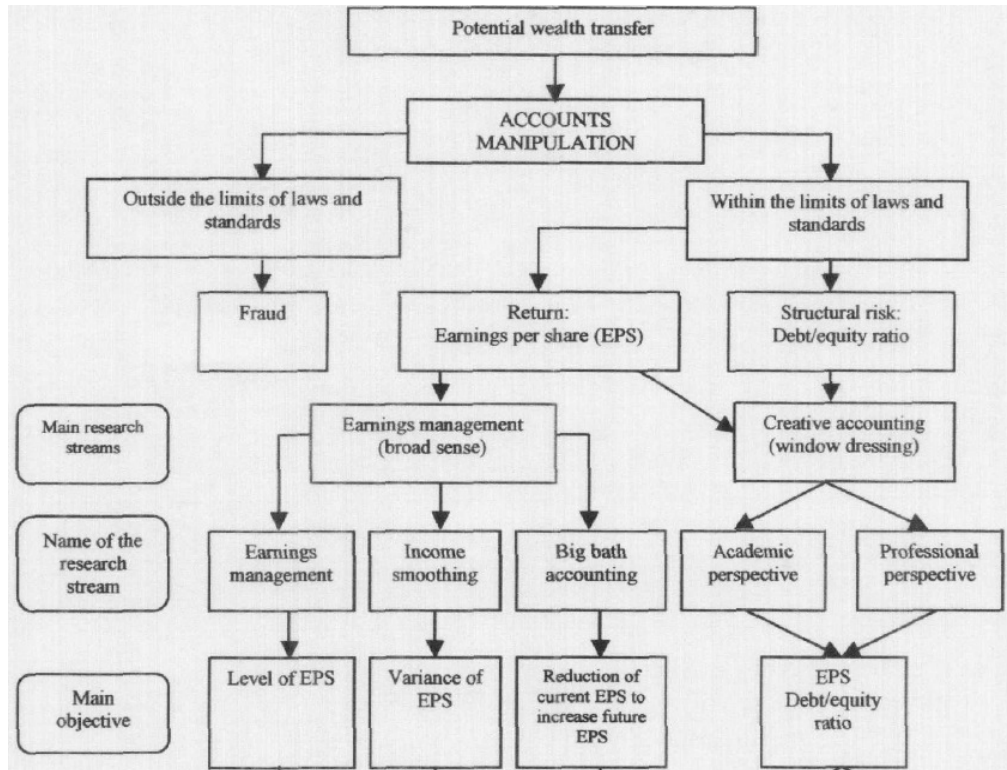 Potential wealth transfer
ACCOUNTS
MANIPULATION
Outside the limits of laws and
standards
Within the limits of laws and
standards
Fraud
Return:
Earnings per share (EPS)
Structural risk:
Debt/equity ratio
Main research
streams
Earnings management
(broad sense)
Creative accounting
(window dressing)
Name of the
research
stream
Earnings
management
Income
smoothing
Big bath
accounting
Academic
perspective
Professional
perspective
Main
objective
Level of EPS
Variance of
EPS
Reduction of
current EPS to
increase future
EPS
EPS
Debt/equity
ratio